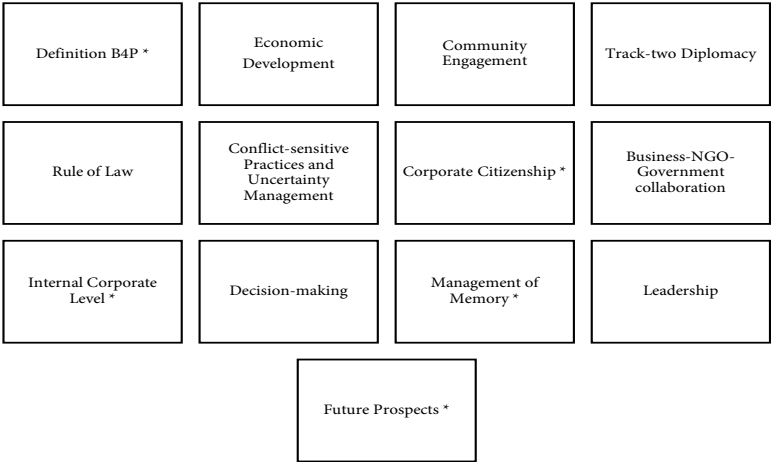 Definition B4P *
Economic
Development
Community
Engagement
Track-two Diplomacy
Rule of Law
Conflict-sensitive
Practices and
Uncertainty
Management
Corporate Citizenship *
Business-NGO-
Government
collaboration
Internal Corporate
Level *
Decision-making
Management of
Memory *
Leadership
Future Prospects *